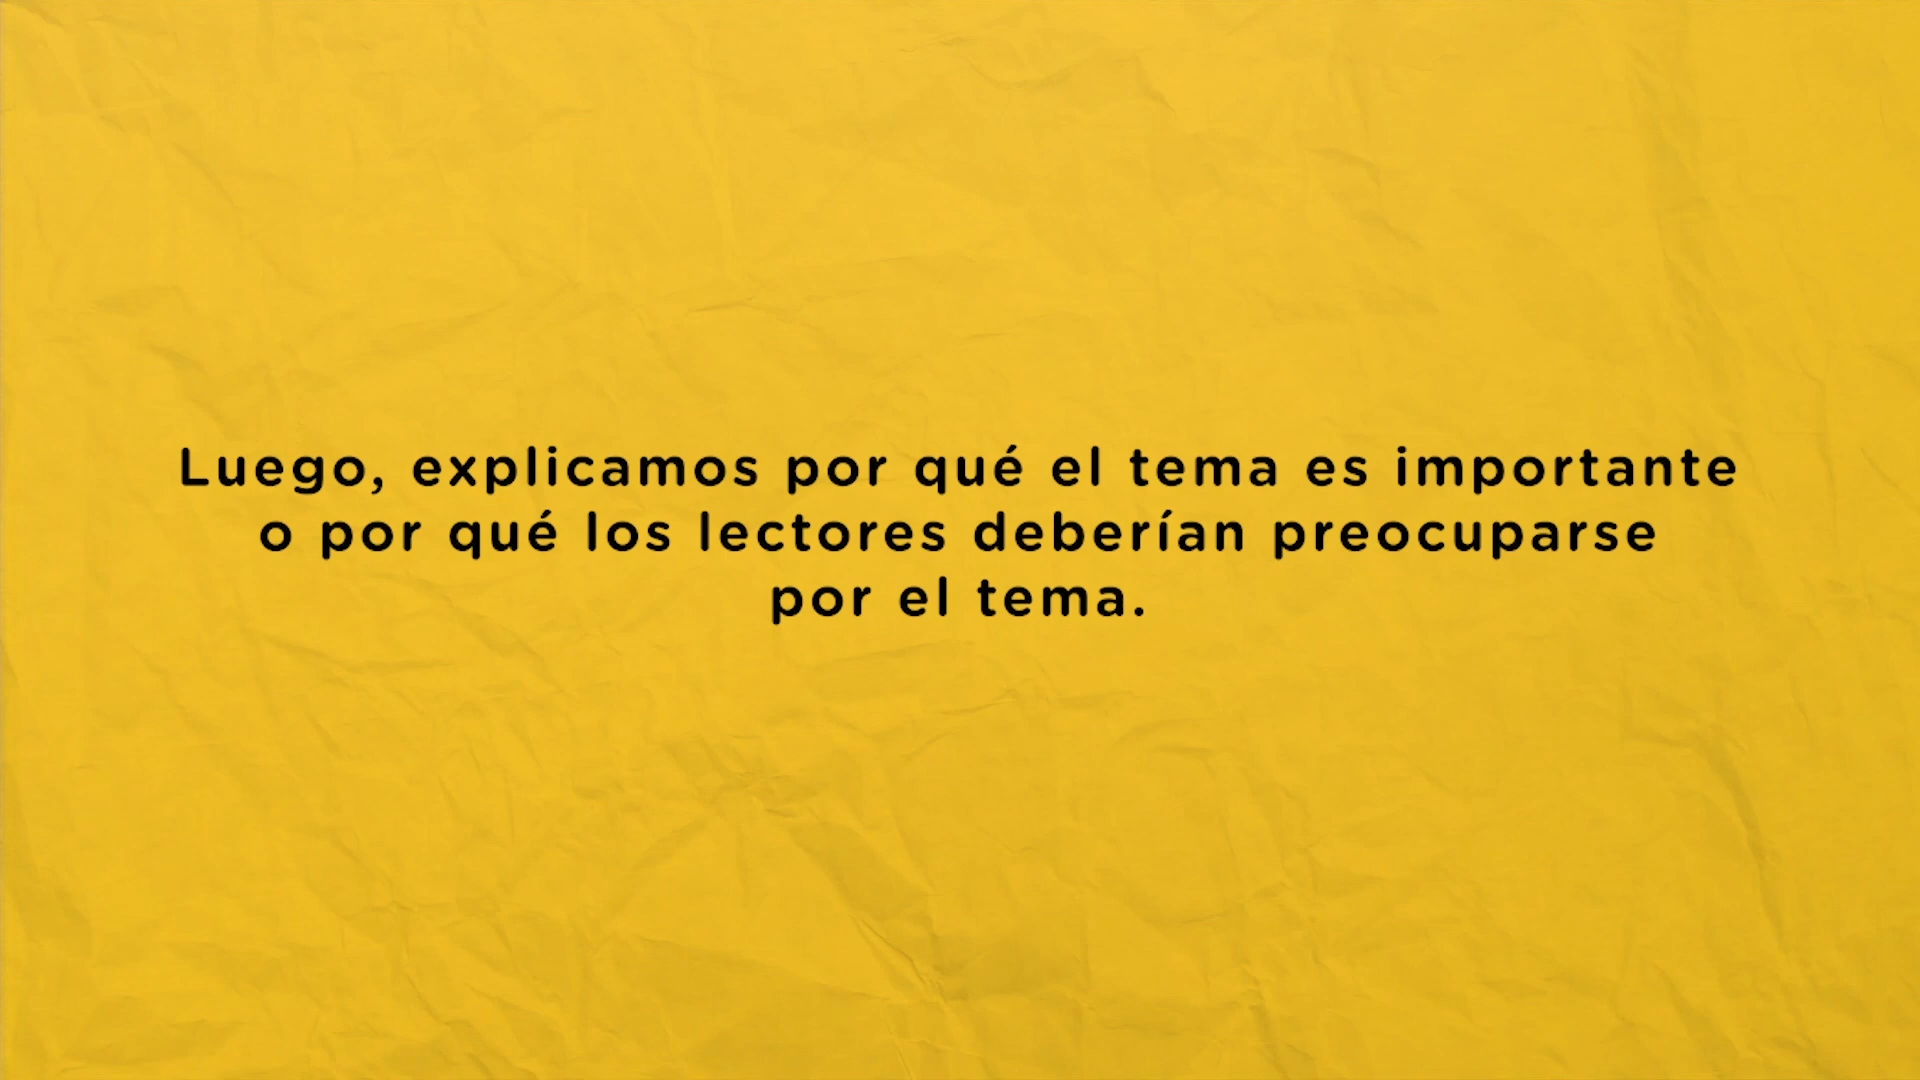 Luego, explicamos por qué el tema es importante
o por qué los lectores deberían preocuparse
por el tema.